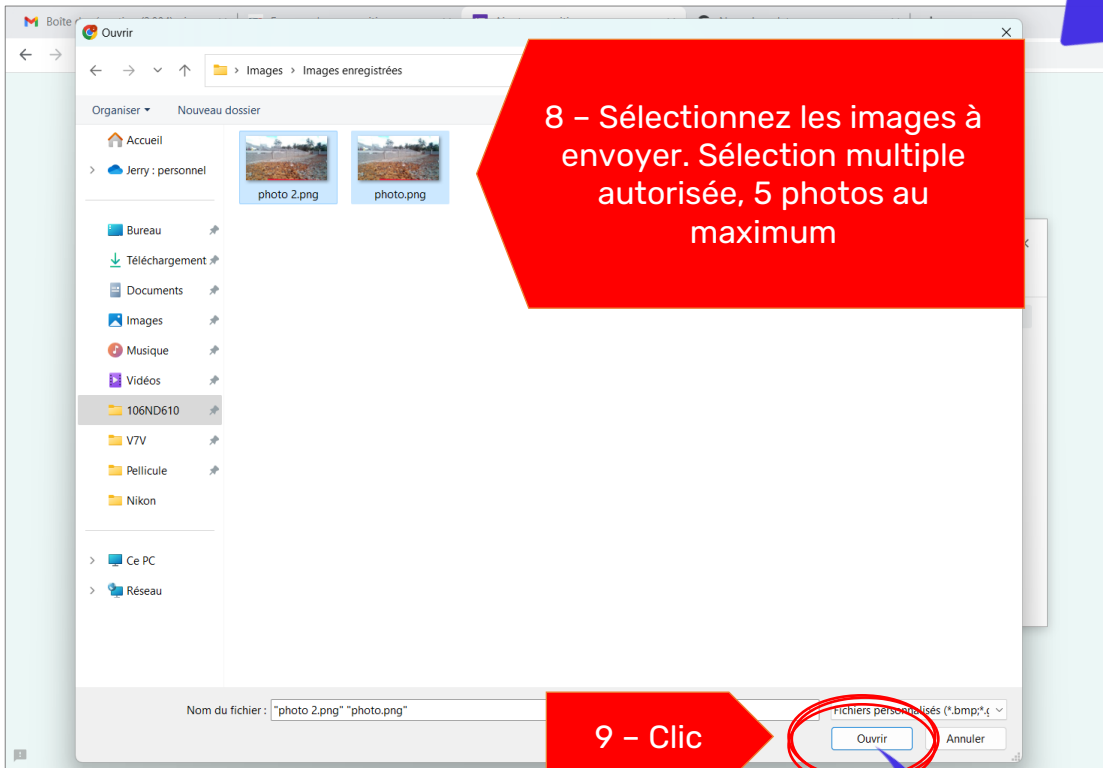 Boîte
Ouvrir
Images > Images enregistrées
Organiser Nouveau dossier
Accueil
Jerry : personnel
Bureau
Téléchargement
Documents
Images
Musique
Vidéos
106ND610
V7V
Pellicule
Nikon
Ce PC
Réseau
photo 2.png photo.png
8 – Sélectionnez les images à
envoyer. Sélection multiple
autorisée, 5 photos au
maximum
Nom du fichier : "photo 2.png" "photo.png"
Fichiers personnalisés (*.bmp;*.g
9 – Clic
Ouvrir Annuler